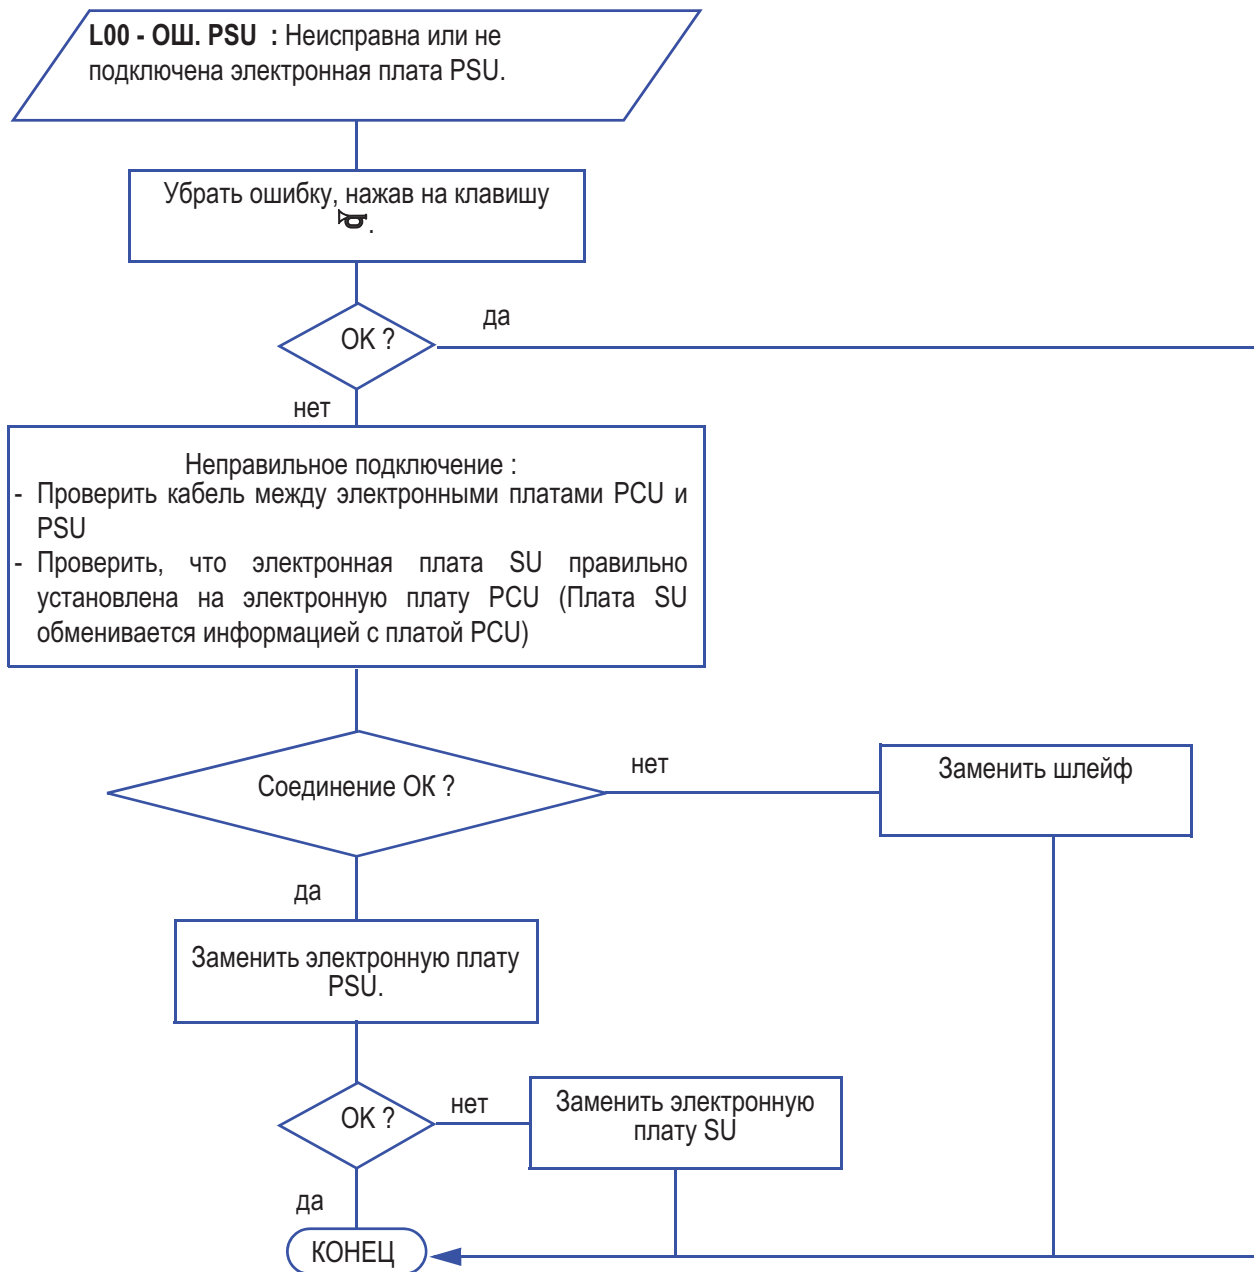 L00 - ОШ. PSU : Неисправна или не
подключена электронная плата PSU.
Убрать ошибку, нажав на клавишу
.
OK ?
да
нет
Неправильное подключение :
- Проверить кабель между электронными платами PCU и
PSU
- Проверить, что электронная плата SU правильно
установлена на электронную плату PCU (Плата SU
обменивается информацией с платой PCU)
Соединение ОК ?
нет
Заменить шлейф
да
Заменить электронную плату
PSU.
OK ?
нет
Заменить электронную
плату SU
да
КОНЕЦ